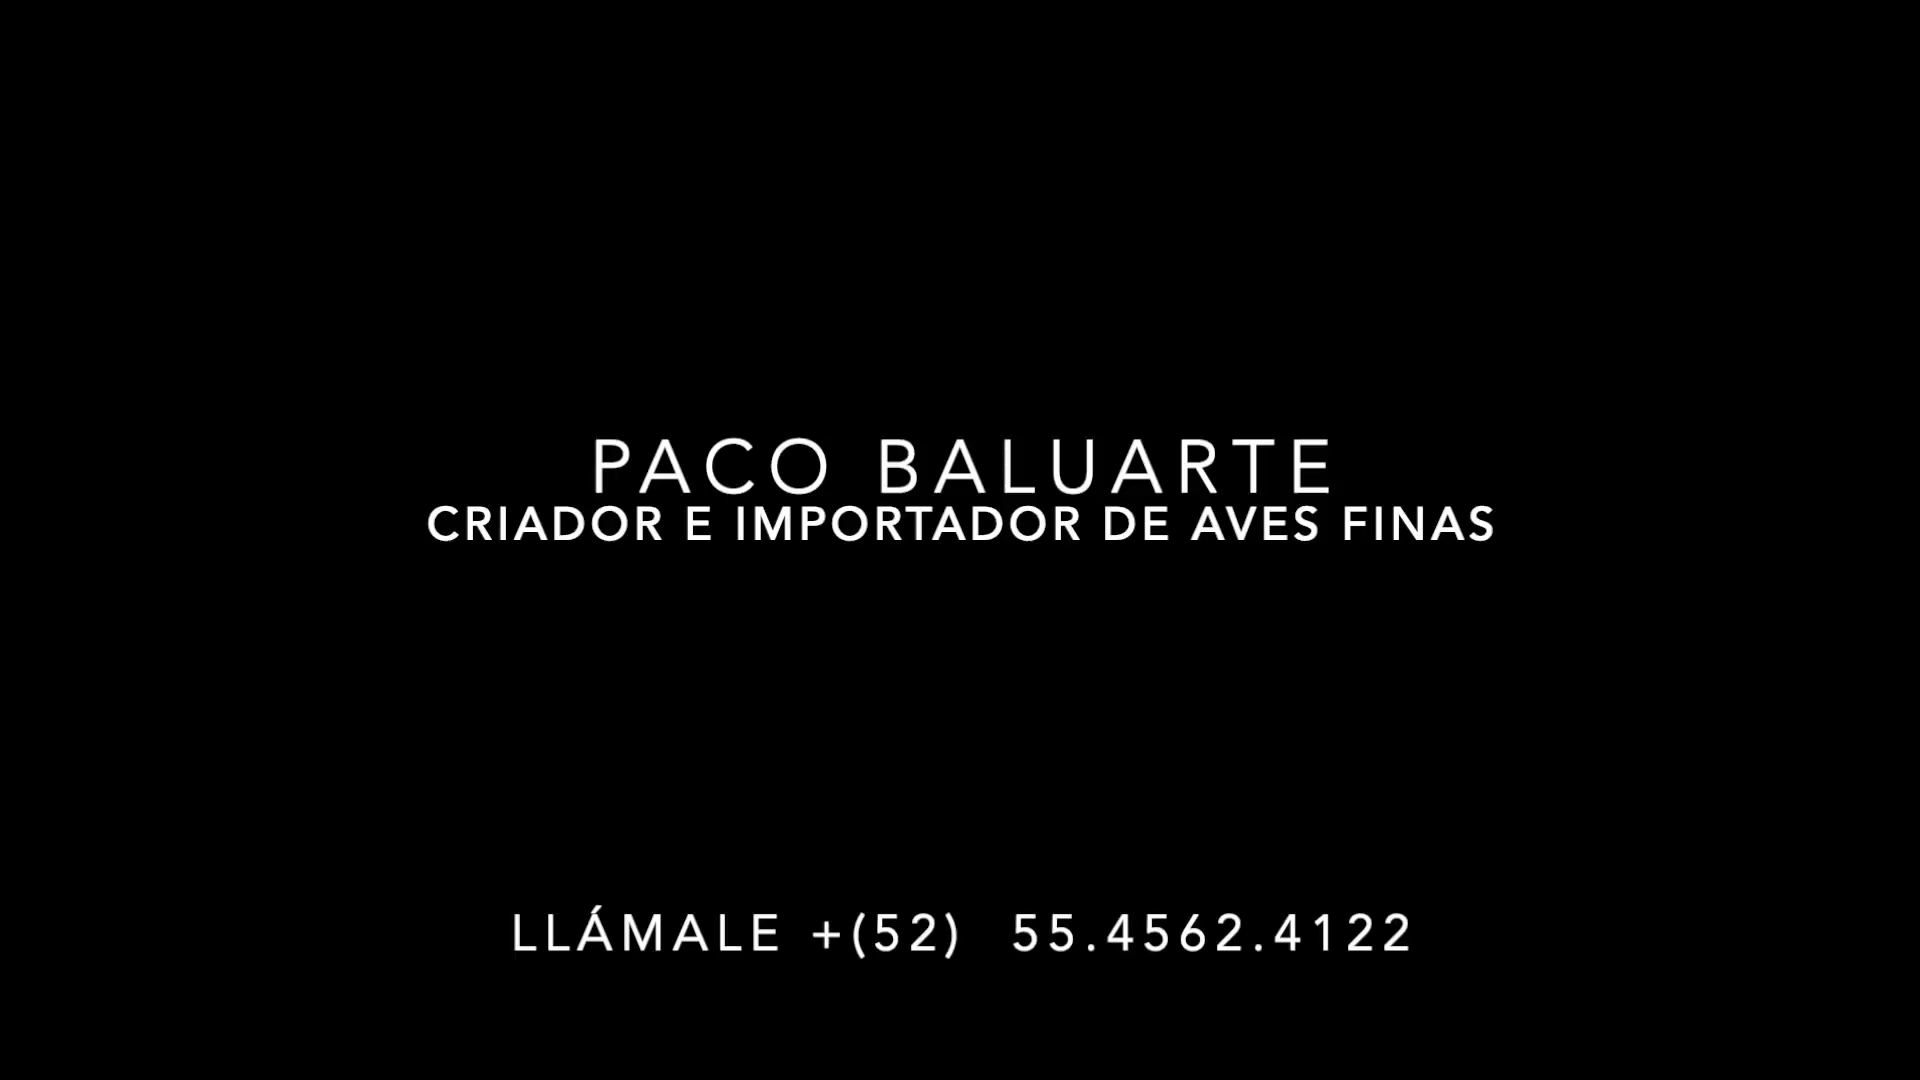 PACO BALUARTE
CRIADOR E IMPORTADOR DE AVES FINAS
LLÁMALE +(52)  55.4562.4122